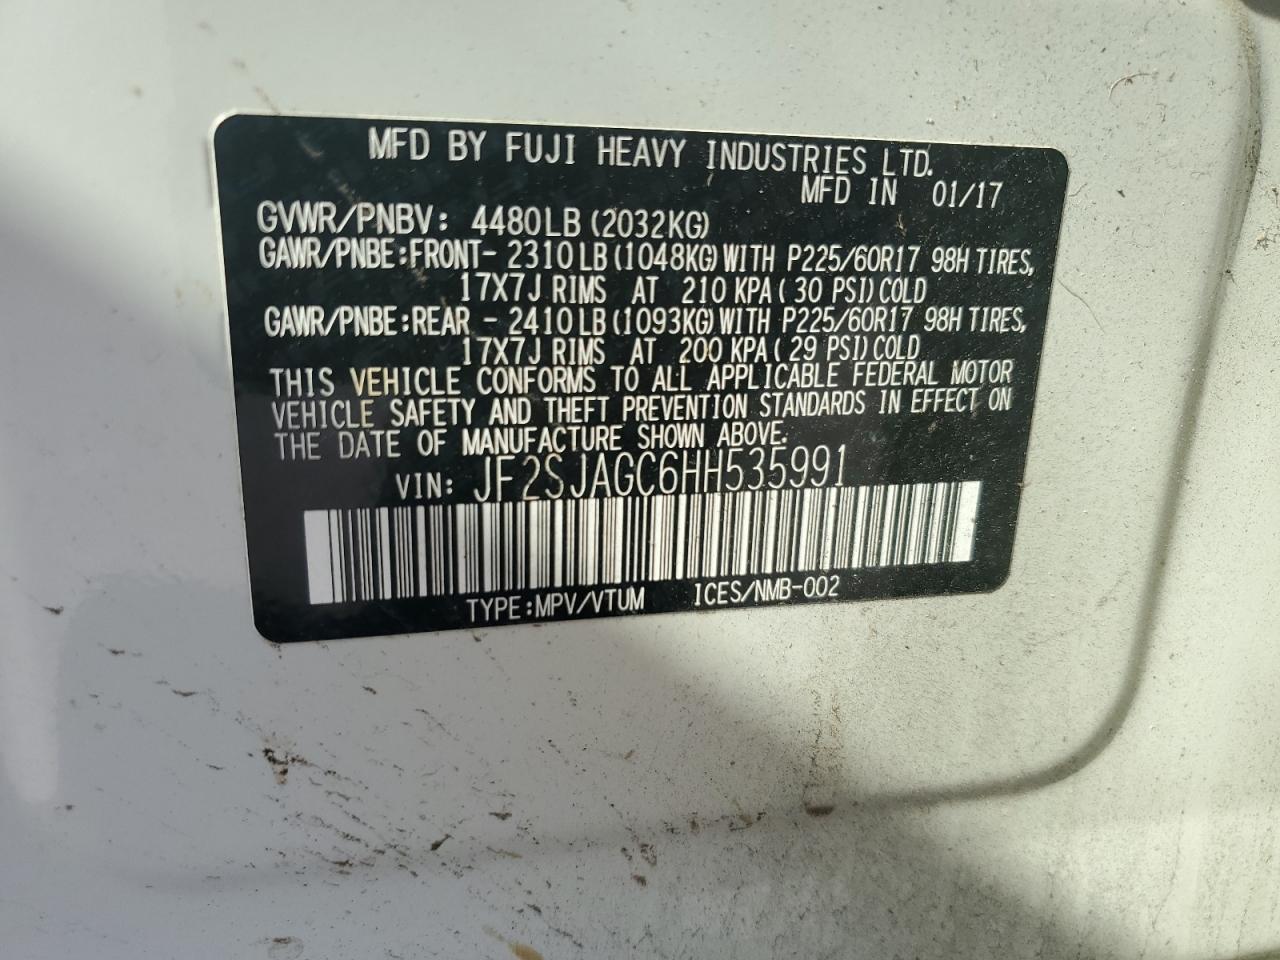 MFD BY FUJI HEAVY INDUSTRIES LTD.
MFD IN 01/17
GVWR/PNBV: 4480LB (2032KG)
GAWR/PNBE:FRONT- 2310LB(1048KG)WITH P225/60R17 98H TIRES,
17X7J RIMS AT 210 KPA( 30 PSI)COLD
GAWR/PNBE:REAR - 2410LB(1093KG)WITH P225/60R17 98H TIRES,
17X7J RIMS AT 200 KPA( 29 PSI)COLD
THIS VEHICLE CONFORMS TO ALL APPLICABLE FEDERAL MOTOR
VEHICLE SAFETY AND THEFT PREVENTION STANDARDS IN EFFECT ON
THE DATE OF MANUFACTURE SHOWN ABOVE.
VIN: JF2SJAGC6HH535991
TYPE:MPV/VTUM ICES/NMB-002